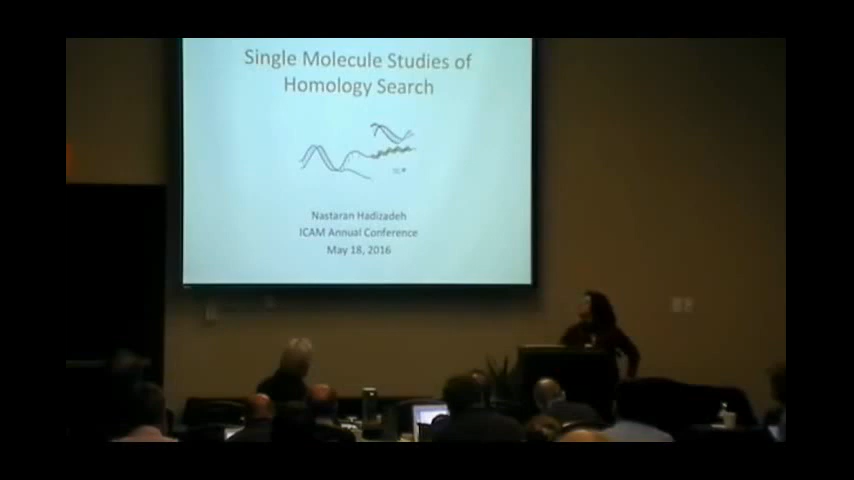 Single Molecule Studies of
Homology Search
Nastaran Hadizadeh
ICAM Annual Conference
May 18, 2016